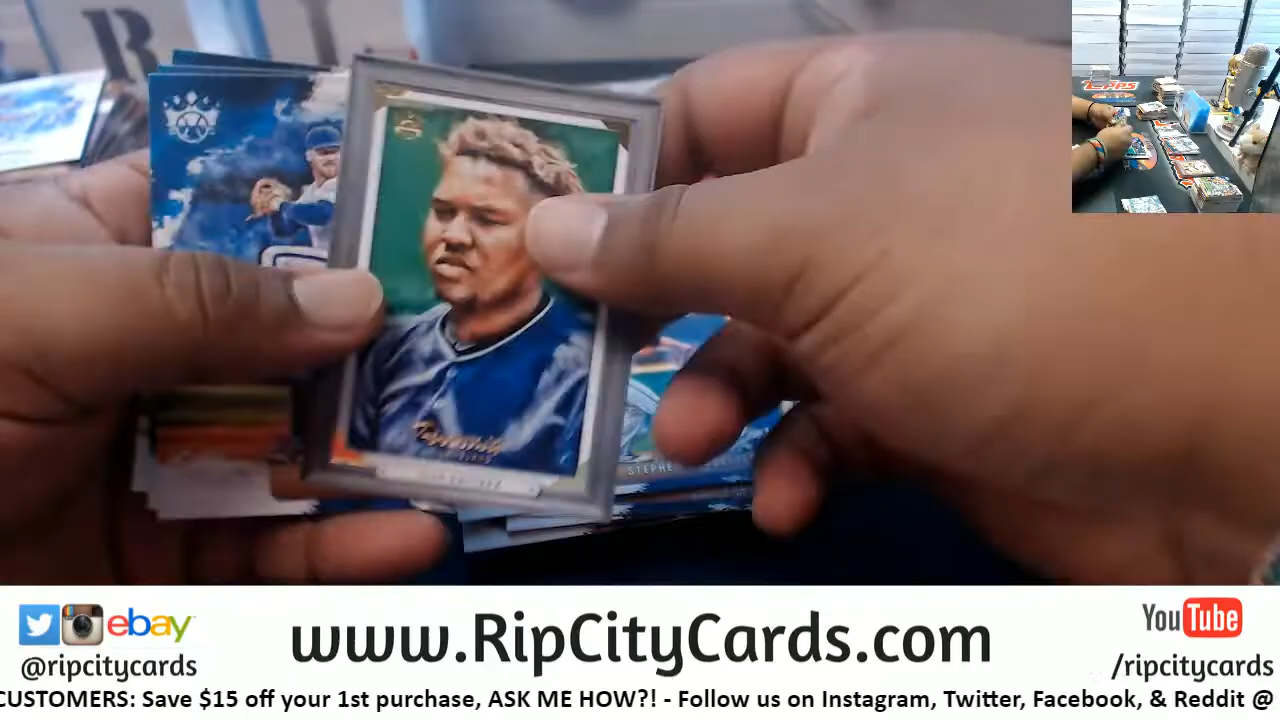 STEPHE
ebay
www.RipCityCards.com
YouTube
@ripcitycards
/ripcitycards
CUSTOMERS: Save $15 off your 1st purchase, ASK ME HOW?! - Follow us on Instagram, Twitter, Facebook, & Reddit @